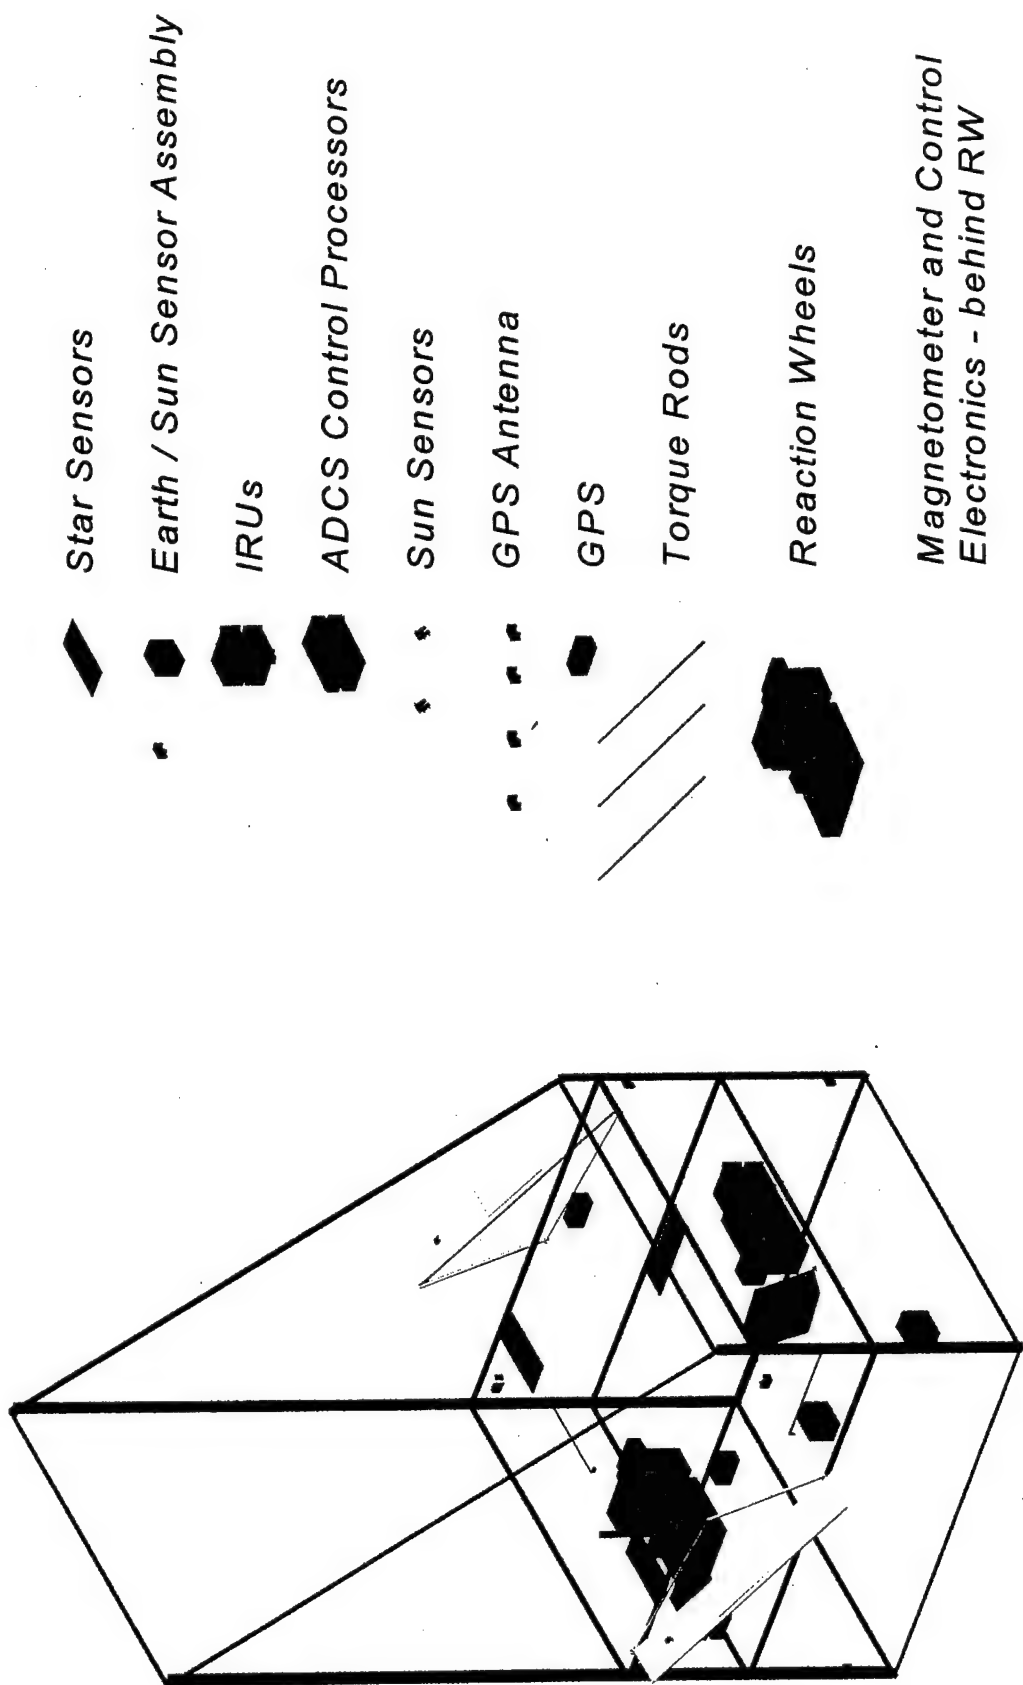 Star Sensors
Earth / Sun Sensor Assembly
IRUs
ADCS Control Processors
Sun Sensors
GPS Antenna
GPS
Torque Rods
Reaction Wheels
Magnetometer and Control
Electronics - behind RW